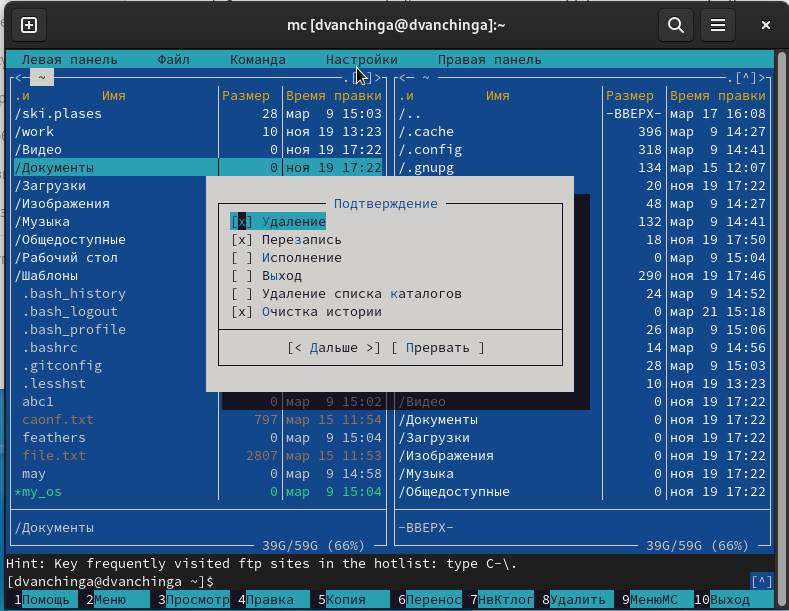 mc [dvanchinga@dvanchinga]:~
Левая панель Файл Команда Настройки Правая панель
<─ ~ .[^]> <─ ~ .[^]>
.и Имя Размер Время правки .и Имя Размер Время правки
/ski.plases 28 мар 9 15:03 /.. -ВВЕРХ- мар 17 16:08
/work 10 ноя 19 13:23 /.cache 396 мар 9 14:27
/Видео 0 ноя 19 17:22 /.config 318 мар 9 14:41
/Документы 0 ноя 19 17:22 /.gnupg 134 мар 15 12:07
/Загрузки 20 ноя 19 17:22
/Изображения Подтверждение 48 мар 9 14:27
/Музыка [x] Удаление 132 мар 9 14:41
/Общедоступные [x] Перезапись 18 ноя 19 17:50
/Рабочий стол [ ] Исполнение 0 мар 9 15:04
/Шаблоны [ ] Выход 290 ноя 19 17:46
.bash_history [ ] Удаление списка каталогов 24 мар 9 14:52
.bash_logout [x] Очистка истории 0 мар 21 15:18
.bash_profile 26 мар 9 15:06
.bashrc [< Дальше >] [ Прервать ] 14 мар 9 14:56
.gitconfig 28 мар 9 15:03
.lesshst 10 ноя 19 13:23
abc1 0 мар 9 15:02 /Видео 0 ноя 19 17:22
caonf.txt 797 мар 15 11:54 /Документы 0 ноя 19 17:22
feathers 0 мар 9 15:04 /Загрузки 0 ноя 19 17:22
file.txt 2807 мар 15 11:53 /Изображения 0 ноя 19 17:22
may 0 мар 9 14:58 /Музыка 0 ноя 19 17:22
*my_os 0 мар 9 15:04 /Общедоступные 0 ноя 19 17:22
/Документы -ВВЕРХ-
39G/59G (66%) 39G/59G (66%)
Hint: Key frequently visited ftp sites in the hotlist: type C-\.
[dvanchinga@dvanchinga ~]$ [^]
1Помощь 2Меню 3Просмотр 4Правка 5Копия 6Перенос 7НвКтлог 8Удалить 9МенюMC 10Выход